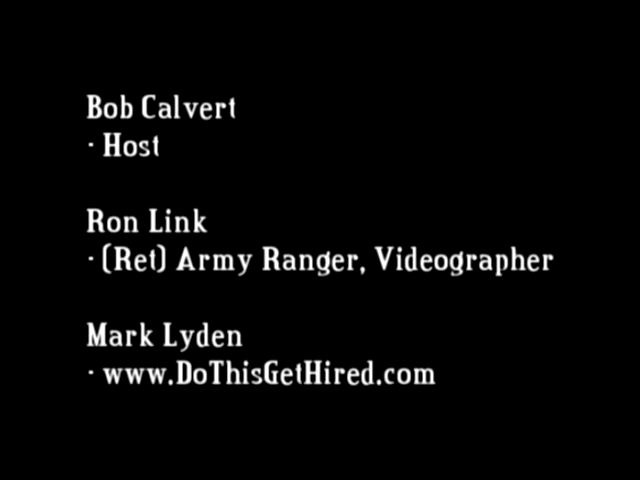 Bob Calvert
· Host
Ron Link
· (Ret) Army Ranger, Videographer
Mark Lyden
· www.DoThisGetHired.com